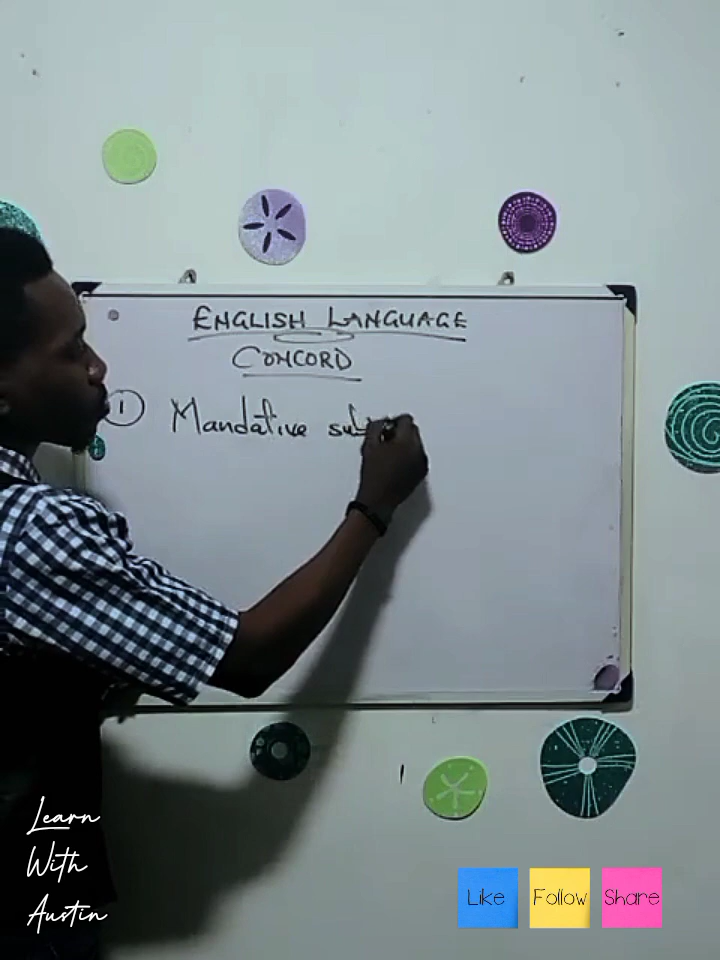 ENGLISH LANGUAGE
CONCORD
1 Mandative
Learn
With
Austin
Like Follow Share